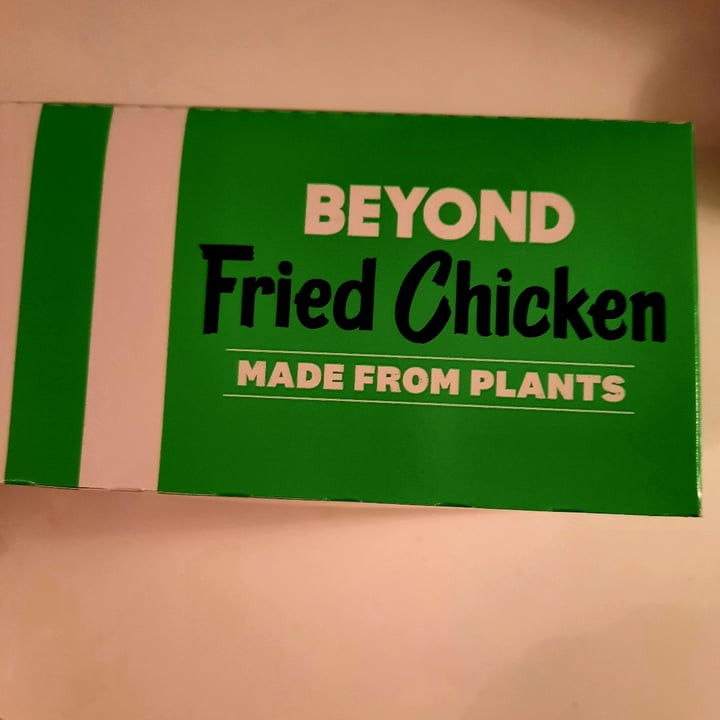 BEYOND
Fried Chicken
MADE FROM PLANTS